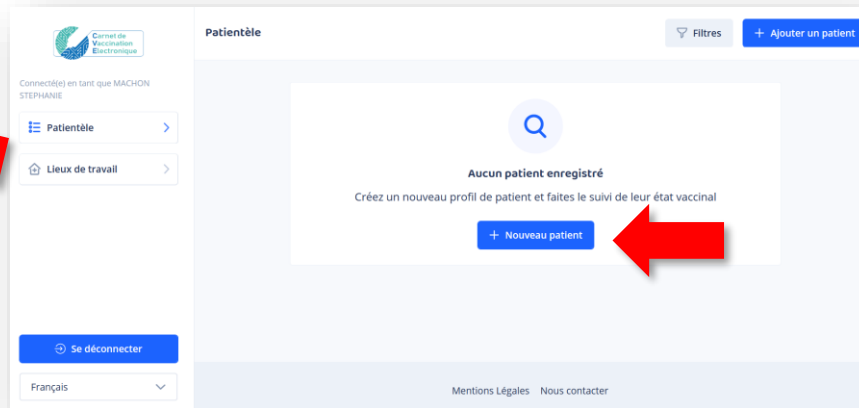 Carnet de
Vaccination
Electronique
Connecté(e) en tant que MACHON
STEPHANIE
Patientèle
Lieux de travail
Se déconnecter
Français
Patientèle
Filtres
+ Ajouter un patient
Aucun patient enregistré
Créez un nouveau profil de patient et faites le suivi de leur état vaccinal
+ Nouveau patient
Mentions Légales Nous contacter